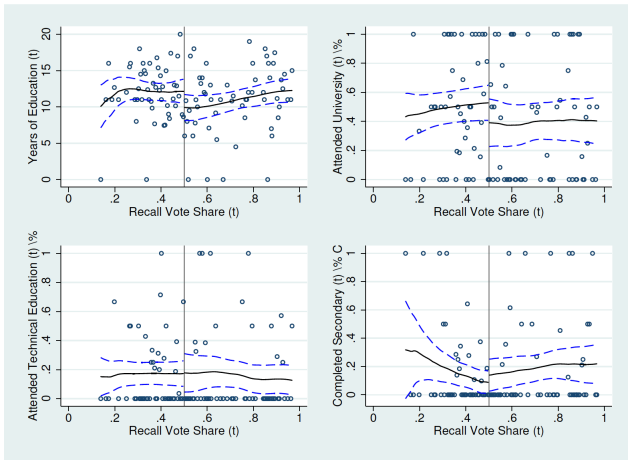 Years of Education (t)
20
15
10
5
0
0 .2 .4 .6 .8 1
Recall Vote Share (t)
Attended University (t) \%
1
.8
.6
.4
.2
0
0 .2 .4 .6 .8 1
Recall Vote Share (t)
Attended Technical Education (t) \%
1
.8
.6
.4
.2
0
0 .2 .4 .6 .8 1
Recall Vote Share (t)
Completed Secondary (t) \% C
1
.8
.6
.4
.2
0
0 .2 .4 .6 .8 1
Recall Vote Share (t)